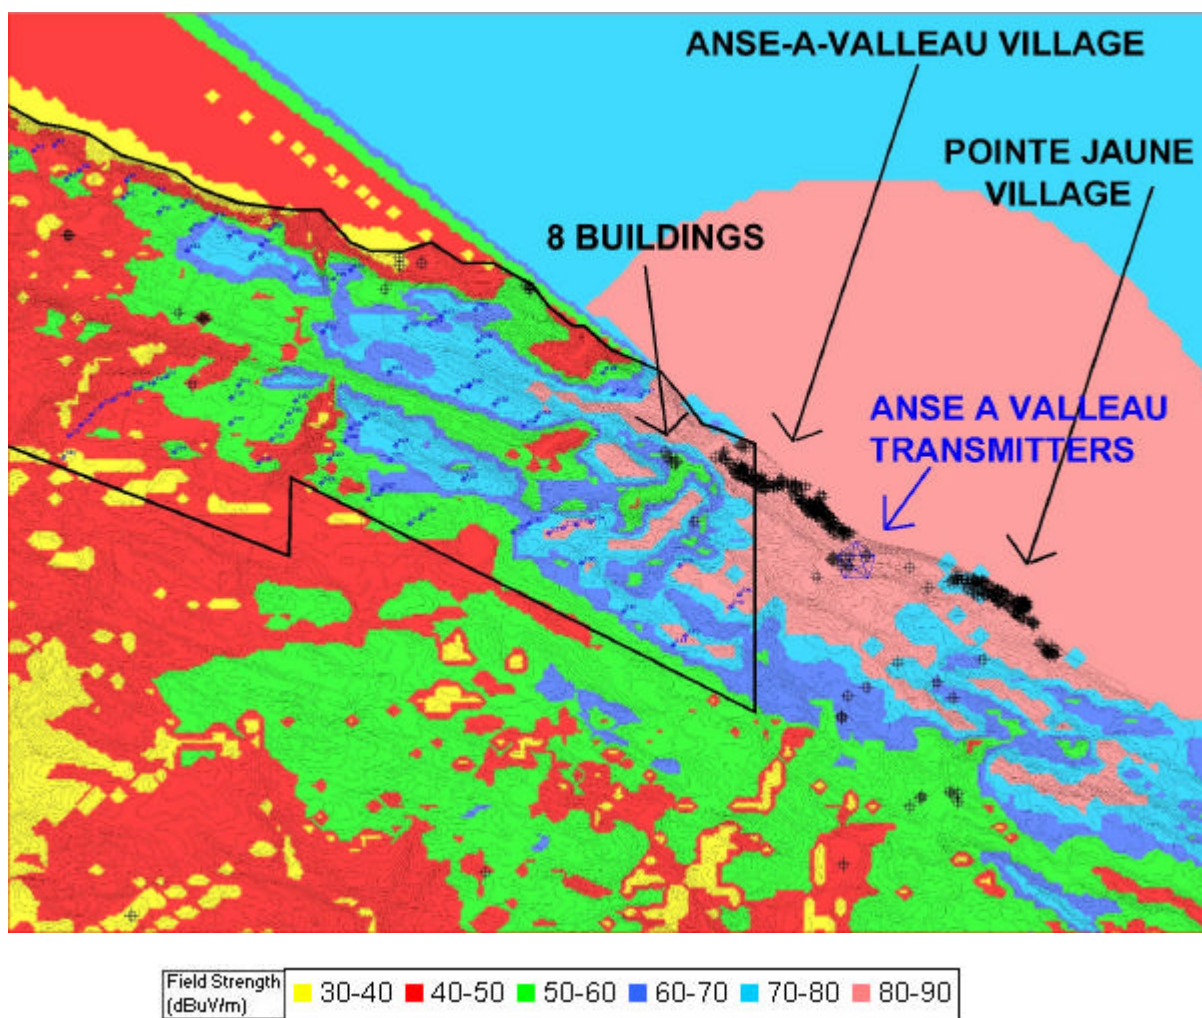 ANSE-A-VALLEAU VILLAGE
POINTE JAUNE
VILLAGE
8 BUILDINGS
ANSE A VALLEAU
TRANSMITTERS
Field Strength
(dBuV/m)
30-40 40-50 50-60 60-70 70-80 80-90